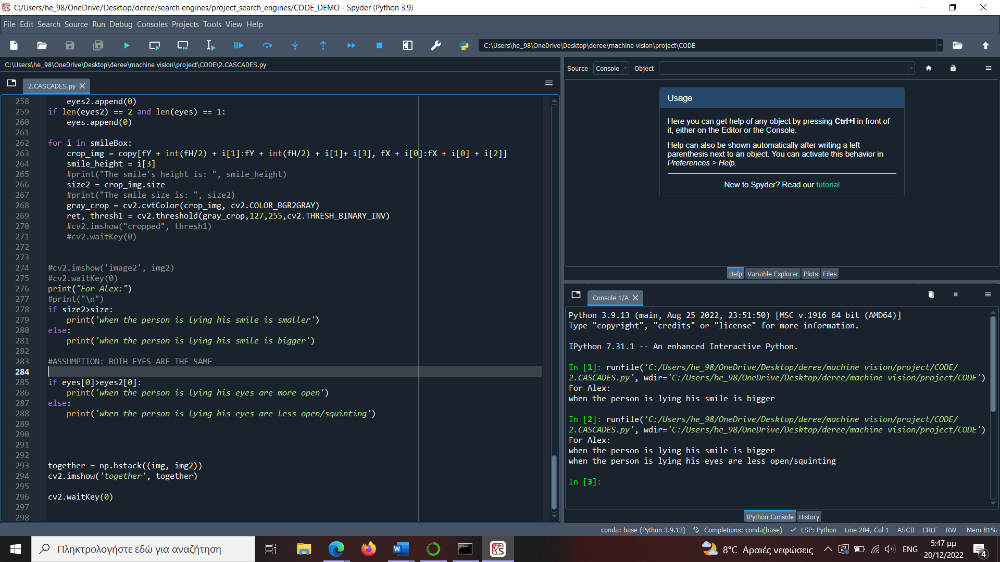 C:/Users/he_98/OneDrive/Desktop/deree/search engines/project_search_engines/CODE_DEMO - Spyder (Python 3.9)
File Edit Search Source Run Debug Consoles Projects Tools View Help
C:\Users\he_98\OneDrive\Desktop\deree\machine vision\project\CODE
C:\Users\he_98\OneDrive\Desktop\deree\machine vision\project\CODE\2.CASCADES.py
2.CASCADES.py
258 eyes2.append(0)
259 if len(eyes2) == 2 and len(eyes) == 1:
260 eyes.append(0)
261
262 for i in smileBox:
263 crop_img = copy[fY + int(fH/2) + i[1]:fY + int(fH/2) + i[1]+ i[3], fX + i[0]:fX + i[0] + i[2]]
264 smile_height = i[3]
265 #print("The smile's height is: ", smile_height)
266 size2 = crop_img.size
267 #print("The smile size is: ", size2)
268 gray_crop = cv2.cvtColor(crop_img, cv2.COLOR_BGR2GRAY)
269 ret, thresh1 = cv2.threshold(gray_crop,127,255,cv2.THRESH_BINARY_INV)
270 #cv2.imshow("cropped", thresh1)
271 #cv2.waitKey(0)
272
273
274 #cv2.imshow('image2', img2)
275 #cv2.waitKey(0)
276 print("For Alex:")
277 #print("\n")
278 if size2>size:
279 print('when the person is lying his smile is smaller')
280 else:
281 print('when the person is lying his smile is bigger')
282
283 #ASSUMPTION: BOTH EYES ARE THE SAME
284
285 if eyes[0]>eyes2[0]:
286 print('when the person is lying his eyes are more open')
287 else:
288 print('when the person is lying his eyes are less open/squinting')
289
290
291
292
293 together = np.hstack((img, img2))
294 cv2.imshow('together', together)
295
296 cv2.waitKey(0)
297
298
Source Console Object
Usage
Here you can get help of any object by pressing Ctrl+I in front of
it, either on the Editor or the Console.
Help can also be shown automatically after writing a left
parenthesis next to an object. You can activate this behavior in
Preferences > Help.
New to Spyder? Read our tutorial
Help Variable Explorer Plots Files
Console 1/A
Python 3.9.13 (main, Aug 25 2022, 23:51:50) [MSC v.1916 64 bit (AMD64)]
Type "copyright", "credits" or "license" for more information.
IPython 7.31.1 -- An enhanced Interactive Python.
In [1]: runfile('C:/Users/he_98/OneDrive/Desktop/deree/machine vision/project/CODE/
2.CASCADES.py', wdir='C:/Users/he_98/OneDrive/Desktop/deree/machine vision/project/CODE')
For Alex:
when the person is lying his smile is bigger
In [2]: runfile('C:/Users/he_98/OneDrive/Desktop/deree/machine vision/project/CODE/
2.CASCADES.py', wdir='C:/Users/he_98/OneDrive/Desktop/deree/machine vision/project/CODE')
For Alex:
when the person is lying his smile is bigger
when the person is lying his eyes are less open/squinting
In [3]:
IPython Console History
conda: base (Python 3.9.13) Completions: conda(base) LSP: Python Line 284, Col 1 ASCII CRLF RW Mem 81%
Πληκτρολογήστε εδώ για αναζήτηση
8°C Αραιές νεφώσεις
ENG
5:47 μμ
20/12/2022
4